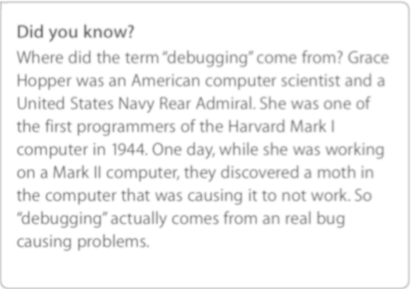 Did you know?
Where did the term “debugging” come from? Grace
Hopper was an American computer scientist and a
United States Navy Rear Admiral. She was one of
the first programmers of the Harvard Mark I
computer in 1944. One day, while she was working
on a Mark II computer, they discovered a moth in
the computer that was causing it to not work. So
“debugging” actually comes from an real bug
causing problems.